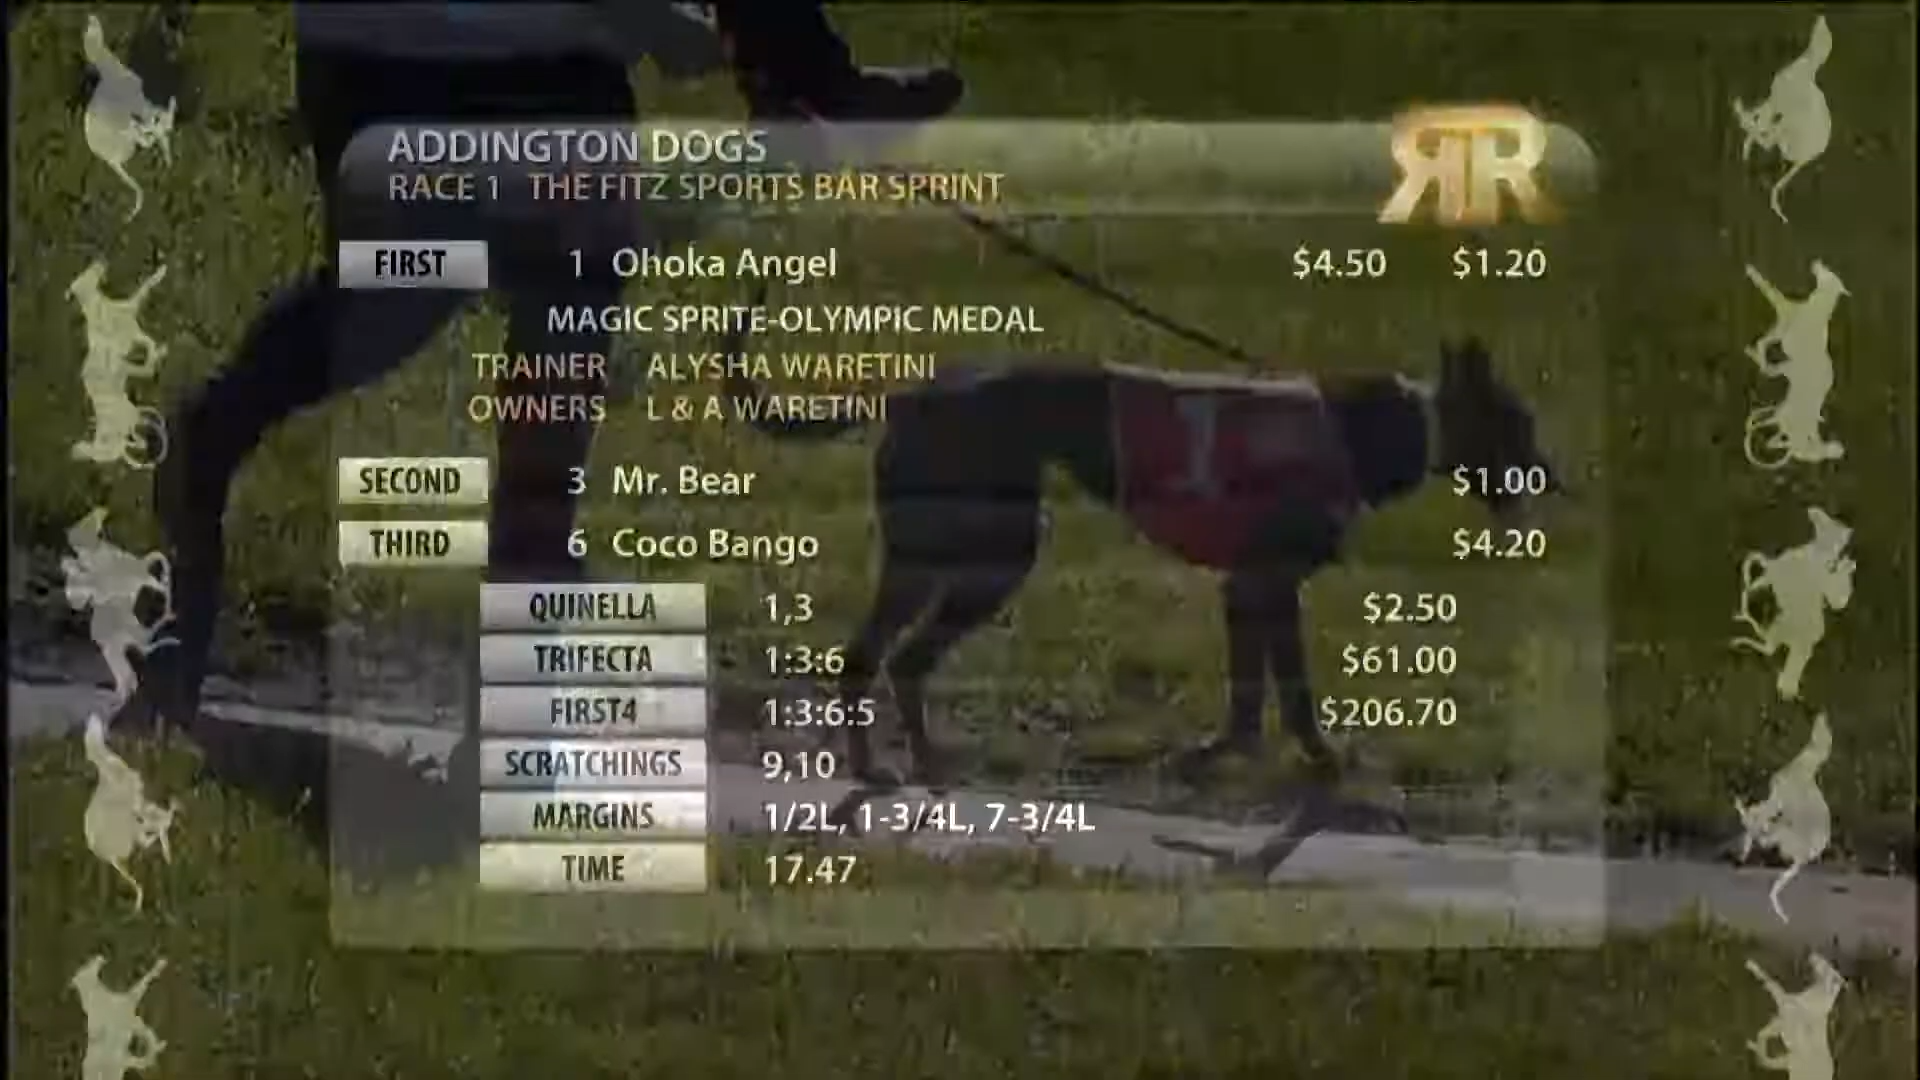 ADDINGTON DOGS
RACE 1 THE FITZ SPORTS BAR SPRINT
FIRST 1 Ohoka Angel $4.50 $1.20
MAGIC SPRITE-OLYMPIC MEDAL
TRAINER ALYSHA WARETINI
OWNERS L & A WARETINI
SECOND 3 Mr. Bear $1.00
THIRD 6 Coco Bango $4.20
QUINELLA 1,3 $2.50
TRIFECTA 1:3:6 $61.00
FIRST4 1:3:6:5 $206.70
SCRATCHINGS 9,10
MARGINS 1/2L, 1-3/4L, 7-3/4L
TIME 17.47
1